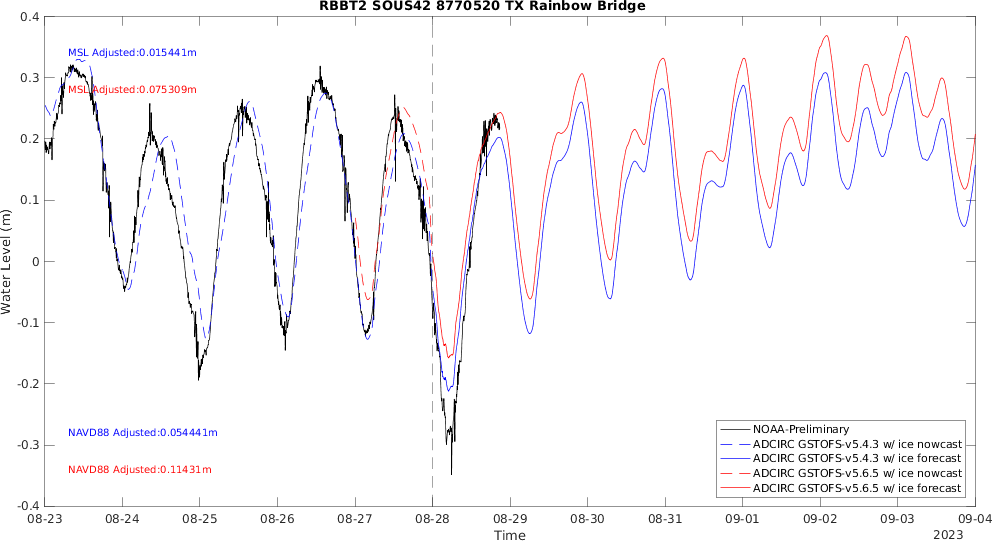 RBBT2 SOUS42 8770520 TX Rainbow Bridge
0.4
0.3
0.2
0.1
0
-0.1
-0.2
-0.3
-0.4
Water Level (m)
MSL Adjusted:0.015441m
MSL Adjusted:0.075309m
NAVD88 Adjusted:0.054441m
NAVD88 Adjusted:0.11431m
NOAA-Preliminary
ADCIRC GSTOFS-v5.4.3 w/ ice nowcast
ADCIRC GSTOFS-v5.4.3 w/ ice forecast
ADCIRC GSTOFS-v5.6.5 w/ ice nowcast
ADCIRC GSTOFS-v5.6.5 w/ ice forecast
08-23 08-24 08-25 08-26 08-27 08-28 08-29 08-30 08-31 09-01 09-02 09-03 09-04
Time
2023